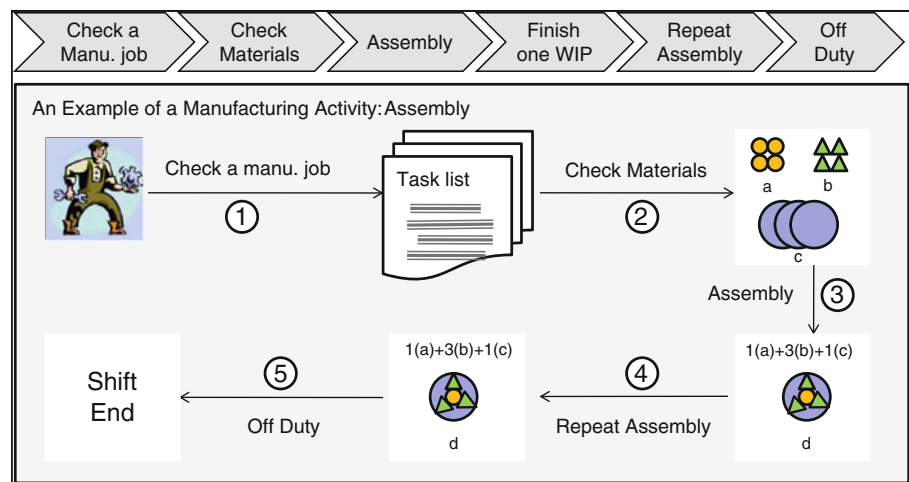 Check a
Manu. job
Check
Materials
Assembly
Finish
one WIP
Repeat
Assembly
Off
Duty
An Example of a Manufacturing Activity: Assembly
Check a manu. job
1
Task list
Check Materials
2
a
b
c
Assembly
3
1(a)+3(b)+1(c)
d
4
Repeat Assembly
1(a)+3(b)+1(c)
d
5
Off Duty
Shift
End